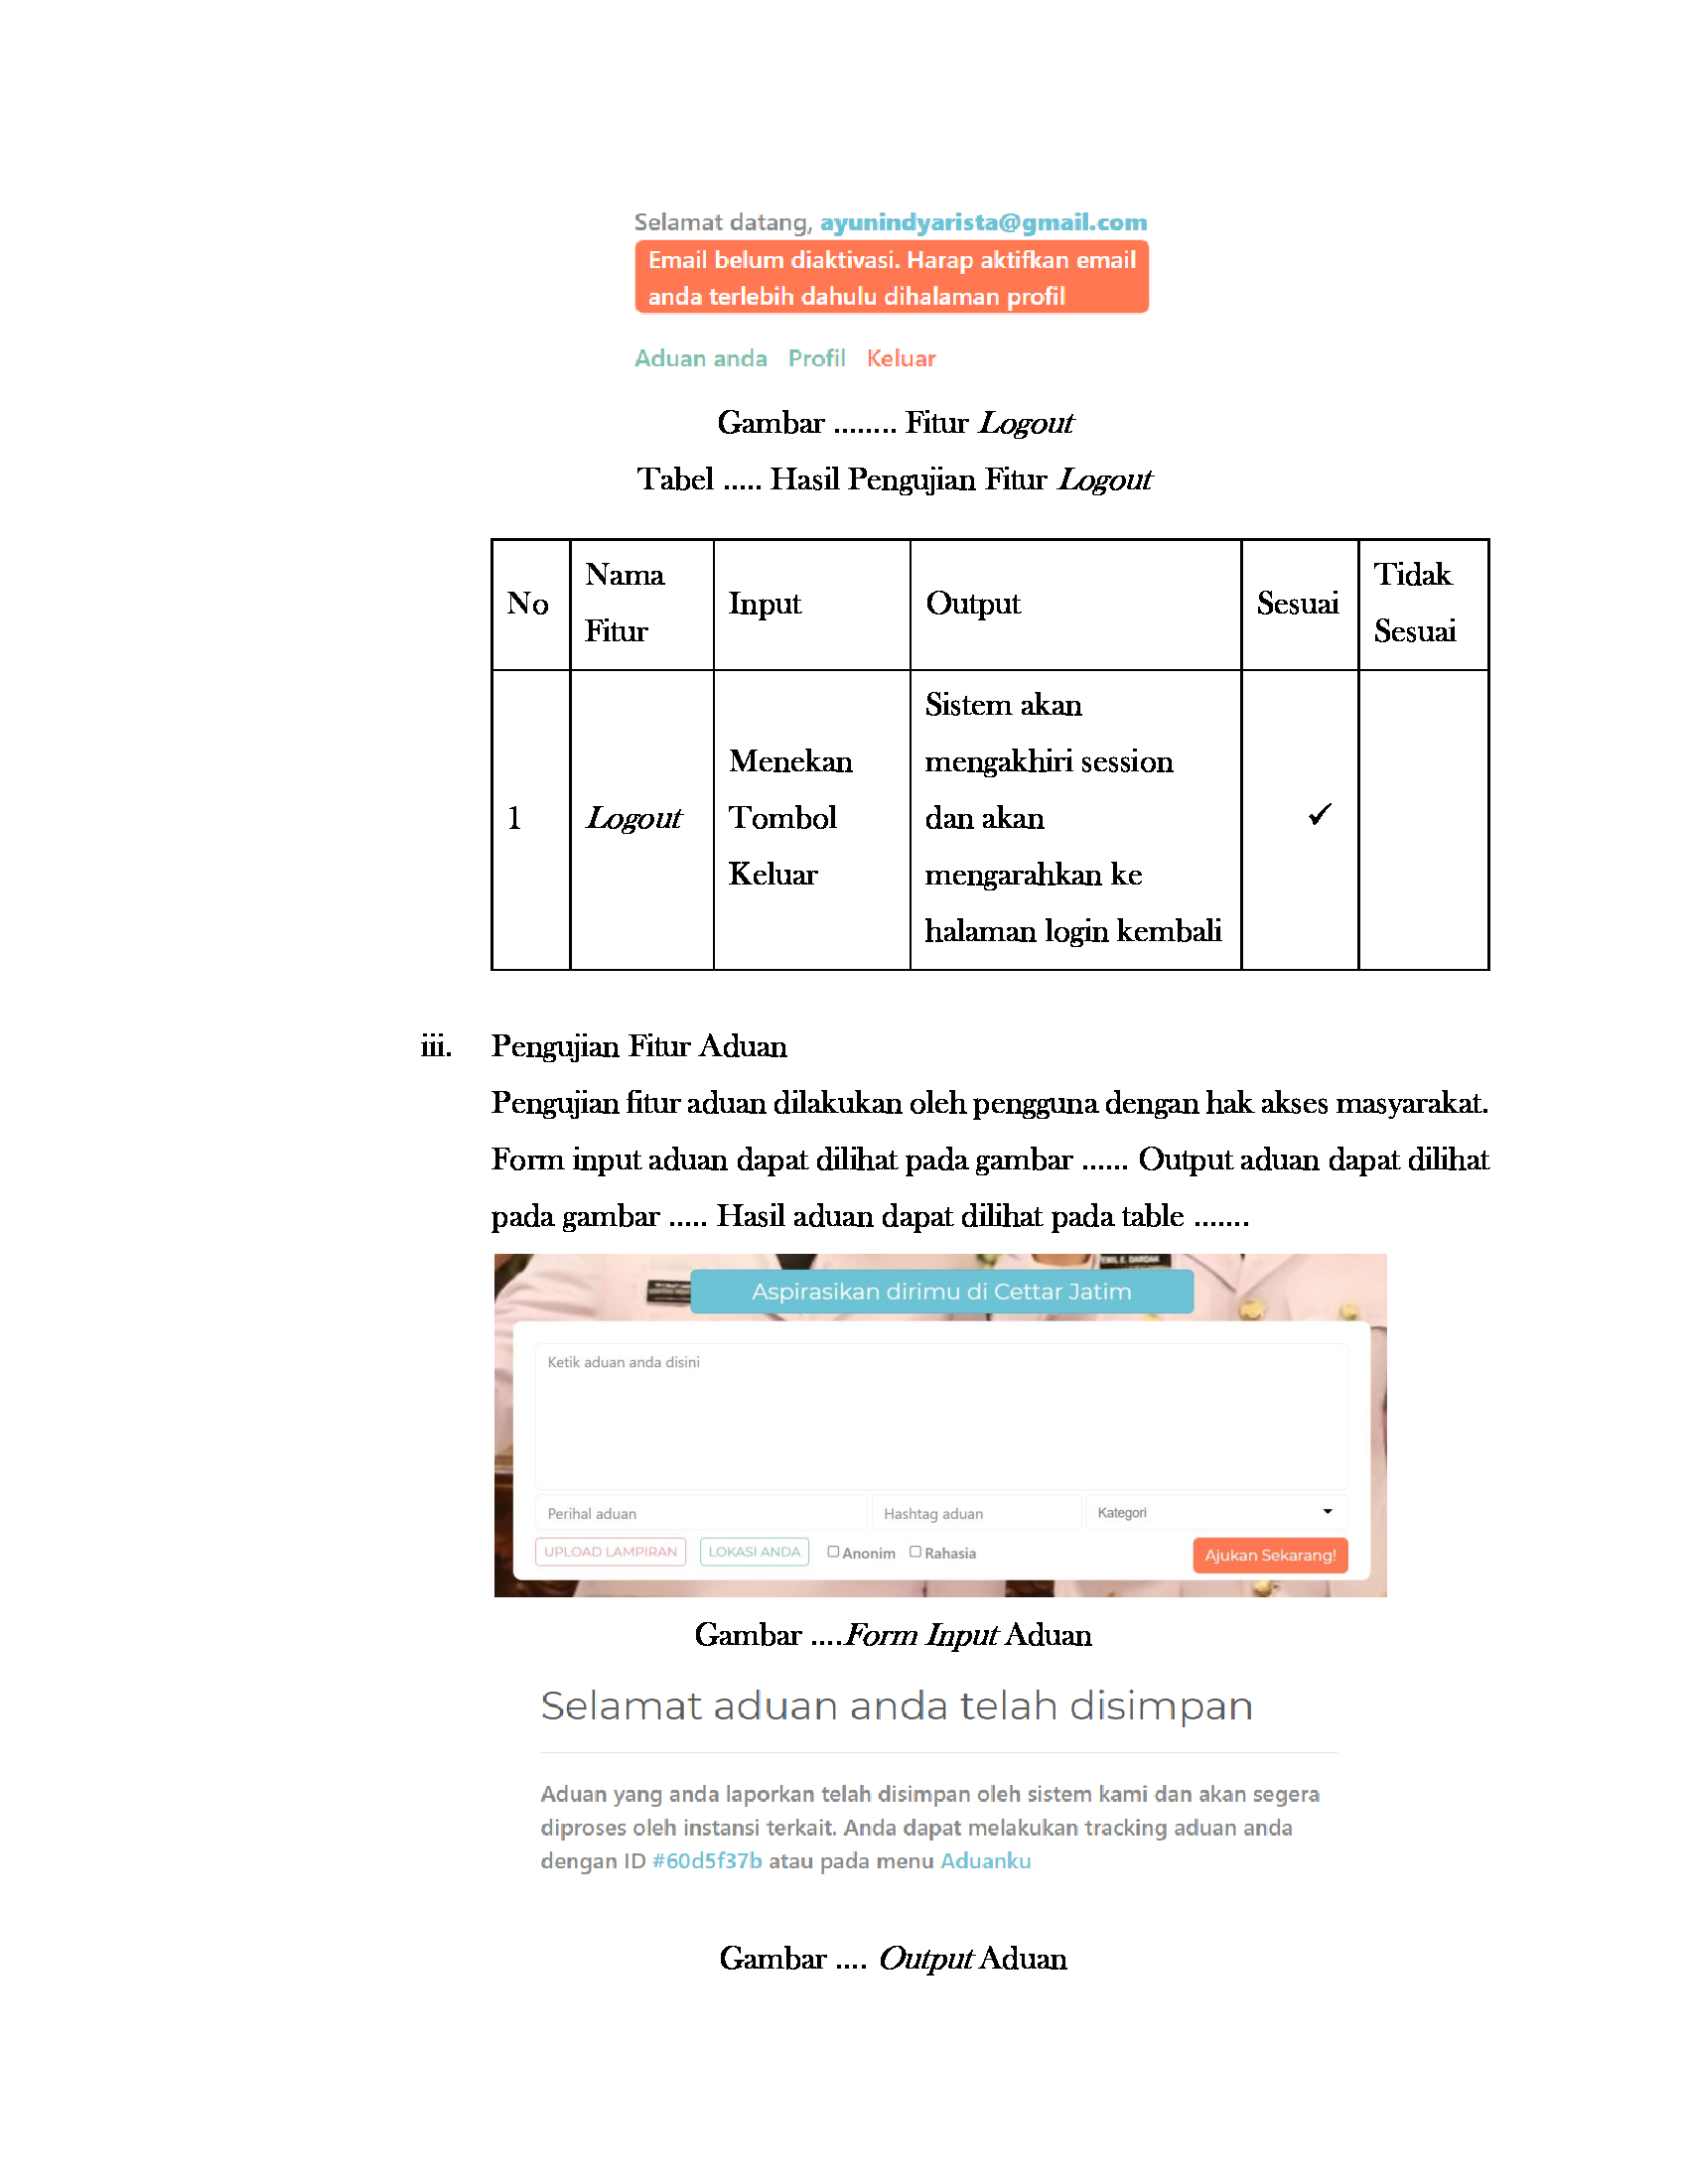 Selamat datang, ayunindyarista@gmail.com
Email belum diaktivasi. Harap aktifkan email
anda terlebih dahulu dihalaman profil
Aduan anda Profil Keluar
Gambar ........ Fitur Logout
Tabel ..... Hasil Pengujian Fitur Logout
No
Nama
Fitur
Input
Output
Sesuai
Tidak
Sesuai
1
Logout
Menekan
Tombol
Keluar
Sistem akan
mengakhiri session
dan akan
mengarahkan ke
halaman login kembali
✓
iii. Pengujian Fitur Aduan
Pengujian fitur aduan dilakukan oleh pengguna dengan hak akses masyarakat.
Form input aduan dapat dilihat pada gambar ...... Output aduan dapat dilihat
pada gambar ..... Hasil aduan dapat dilihat pada table .......
Aspirasikan dirimu di Cettar Jatim
Ketik aduan anda disini
Perihal aduan Hashtag aduan Kategori
UPLOAD LAMPIRAN LOKASI ANDA Anonim Rahasia Ajukan Sekarang!
Gambar ....Form Input Aduan
Selamat aduan anda telah disimpan
Aduan yang anda laporkan telah disimpan oleh sistem kami dan akan segera
diproses oleh instansi terkait. Anda dapat melakukan tracking aduan anda
dengan ID #60d5f37b atau pada menu Aduanku
Gambar .... Output Aduan